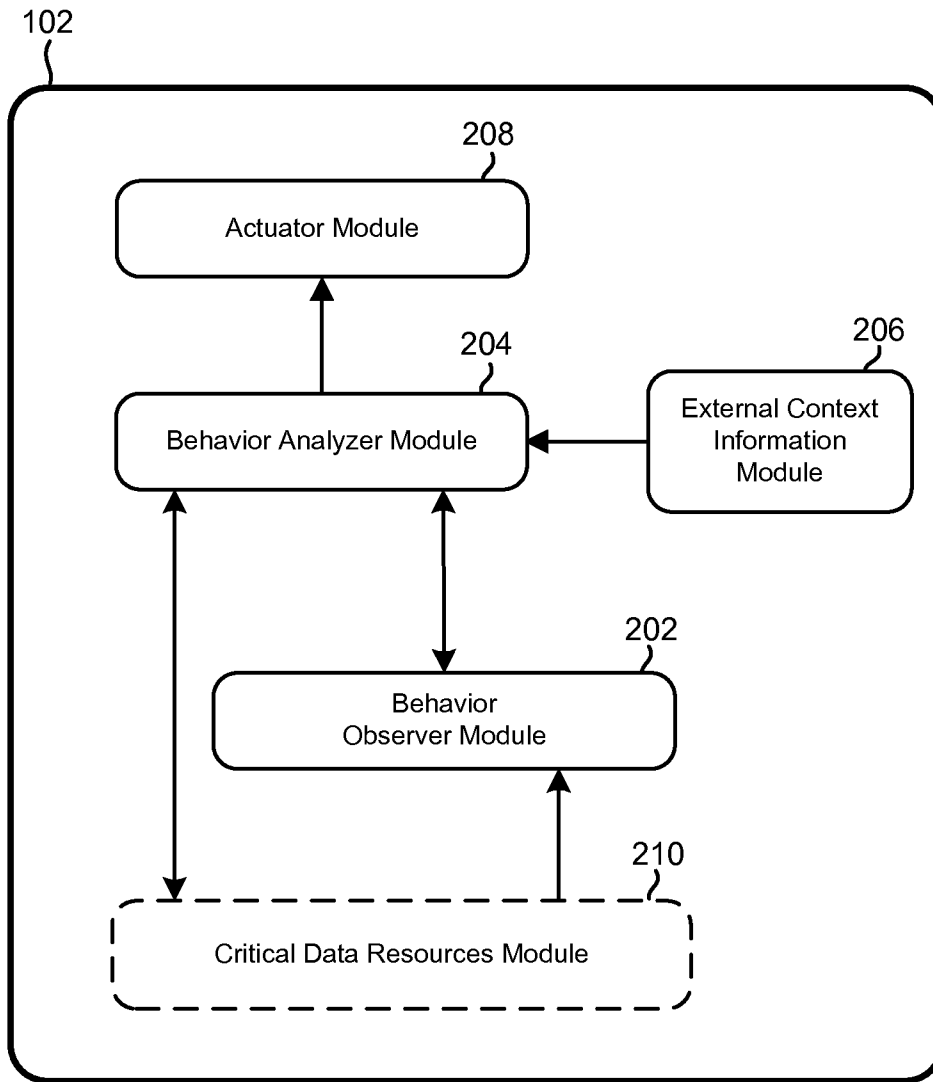 102
208
Actuator Module
204
206
Behavior Analyzer Module
External Context
Information
Module
202
Behavior
Observer Module
210
Critical Data Resources Module